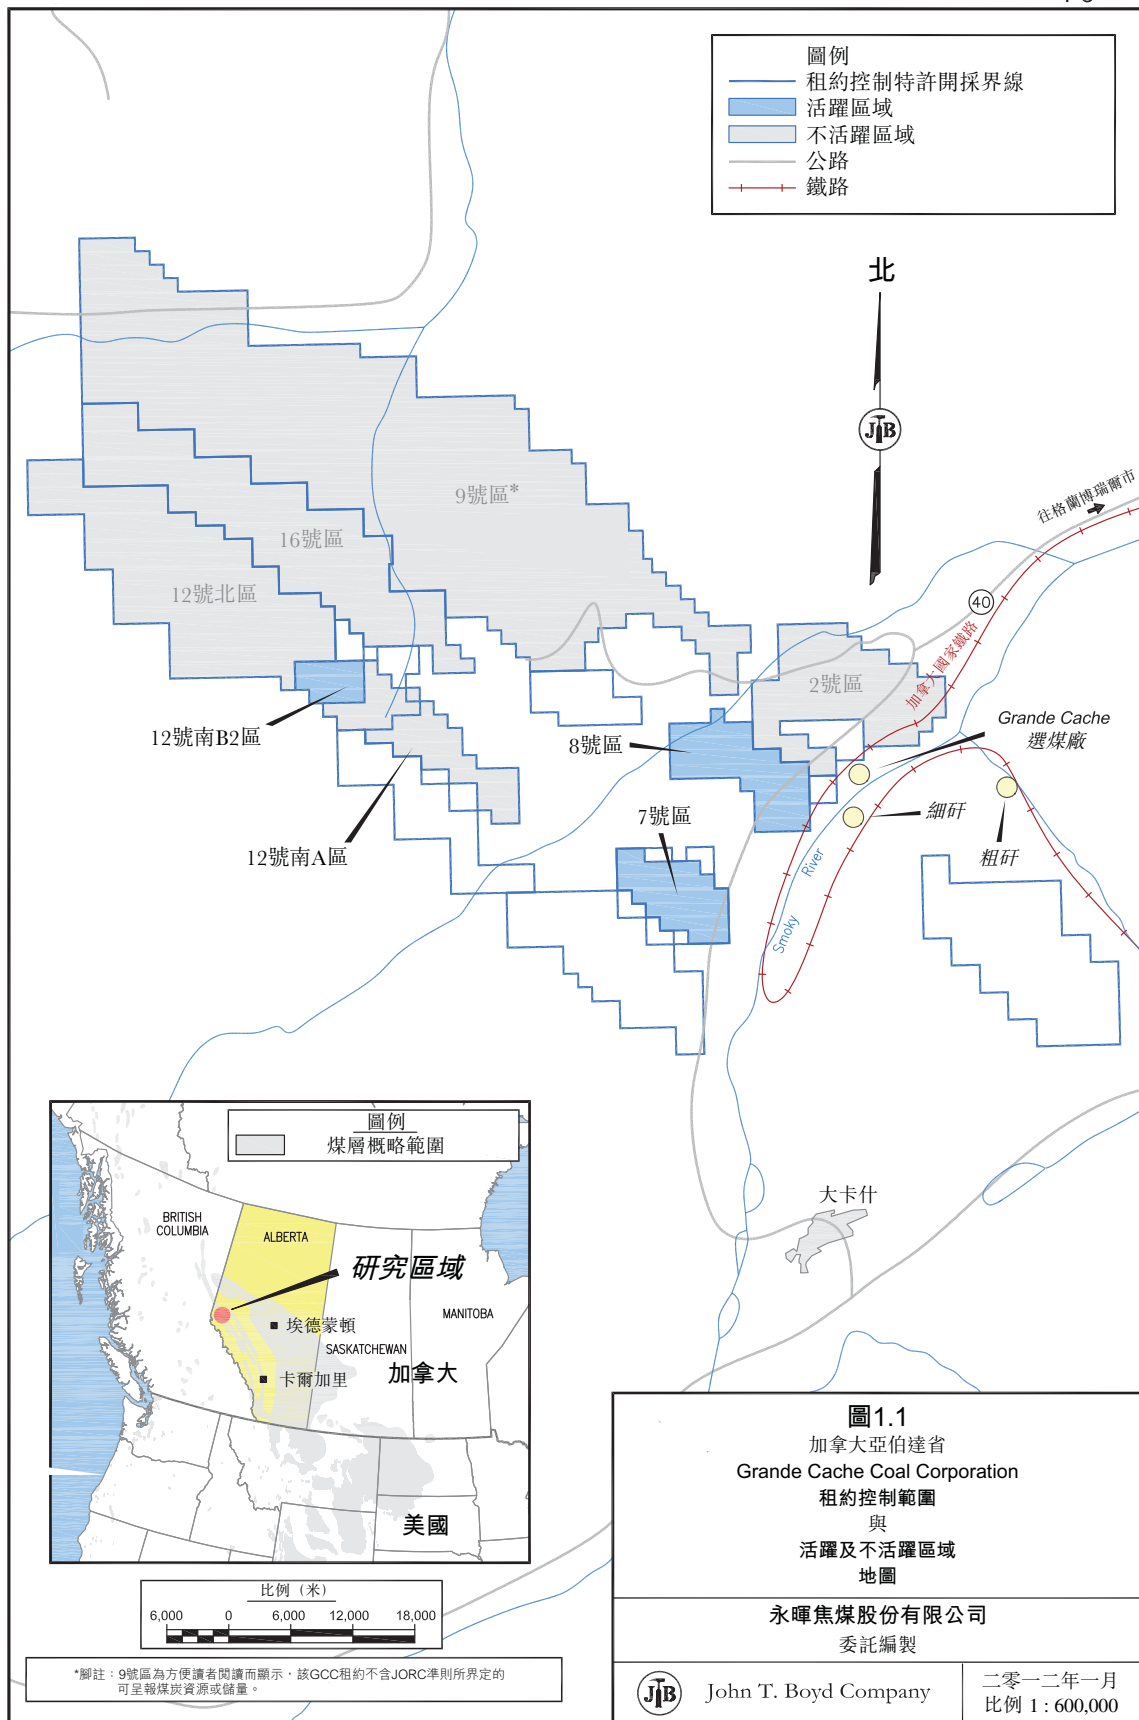 圖例
租約控制特許開採界線
活躍區域
不活躍區域
公路
鐵路
北
JTB
往格蘭博瑞爾市
40
加拿大國家鐵路
9號區*
16號區
12號北區
2號區
12號南B2區
8號區
Grande Cache
選煤廠
7號區
細矸
12號南A區
粗矸
Smoky River
大卡什
圖例
煤層概略範圍
BRITISH
COLUMBIA
ALBERTA
研究區域
埃德蒙頓
MANITOBA
SASKATCHEWAN
加拿大
卡爾加里
美國
比例（米）
6,000 0 6,000 12,000 18,000
*腳註：9號區為方便讀者閱讀而顯示，該GCC租約不含JORC準則所界定的
可呈報煤炭資源或儲量。
圖1.1
加拿大亞伯達省
Grande Cache Coal Corporation
租約控制範圍
與
活躍及不活躍區域
地圖
永暉焦煤股份有限公司
委託編製
JTB
John T. Boyd Company
二零一二年一月
比例 1 : 600,000